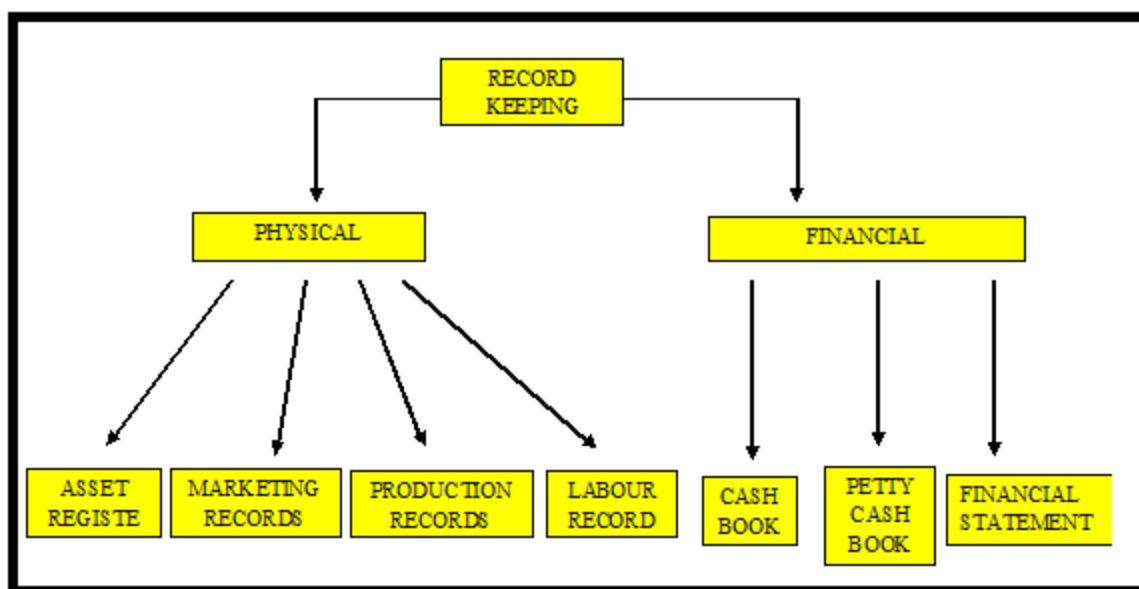 RECORD
KEEPING
PHYSICAL
FINANCIAL
ASSET
REGISTE
MARKETING
RECORDS
PRODUCTION
RECORDS
LABOUR
RECORD
CASH
BOOK
PETTY
CASH
BOOK
FINANCIAL
STATEMENT